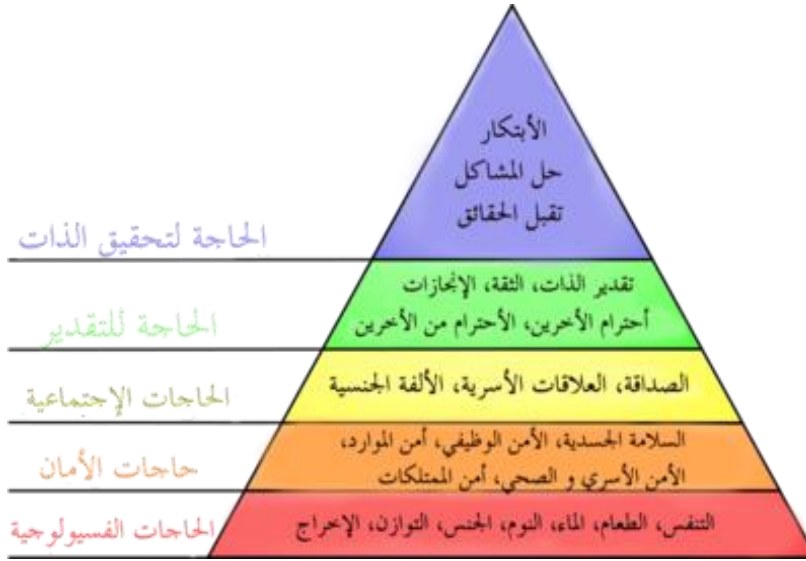 الأبتكار
حل المشاكل
تقبل الحقائق
الحاجة لتحقيق الذات
تقدير الذات، الثقة، الإنجازات
أحترام الأخرين، الأحترام من الأخرين
الحاجة للتقدير
الصداقة، العلاقات الأسرية، الألفة الجنسية
الحاجات الإجتماعية
السلامة الجسدية، الأمن الوظيفي، أمن الموارد،
الأمن الأسري و الصحي، أمن الممتلكات
حاجات الأمان
التنفس، الطعام، الماء، النوم، الجنس، التوازن، الإخراج
الحاجات الفسيولوجية